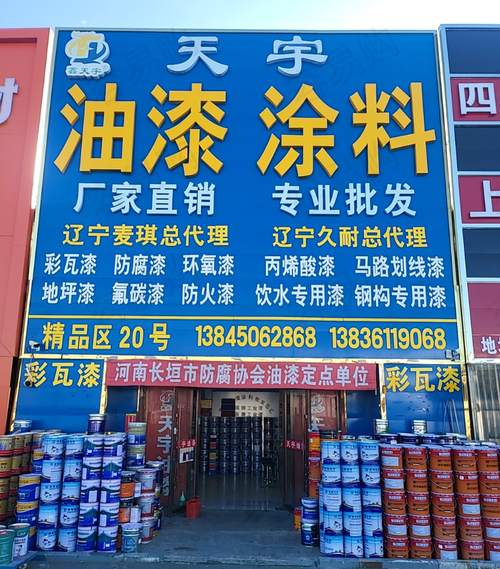 鑫天宇
天宇
油漆 涂料
厂家直销 专业批发
辽宁麦琪总代理 辽宁久耐总代理
彩瓦漆 防腐漆 环氧漆 丙烯酸漆 马路划线漆
地坪漆 氟碳漆 防火漆 饮水专用漆 钢构专用漆
精品区20号 13845062868 13836119068
彩瓦漆 河南长垣市防腐协会油漆定点单位 彩瓦漆
天宇
四
上
地